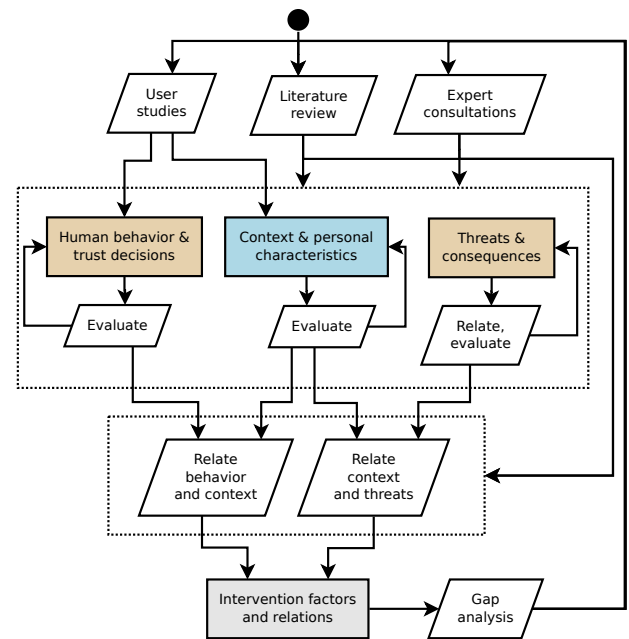 User
studies
Literature
review
Expert
consultations
Human behavior &
trust decisions
Context & personal
characteristics
Threats &
consequences
Evaluate
Evaluate
Relate,
evaluate
Relate
behavior
and context
Relate
context
and threats
Intervention factors
and relations
Gap
analysis